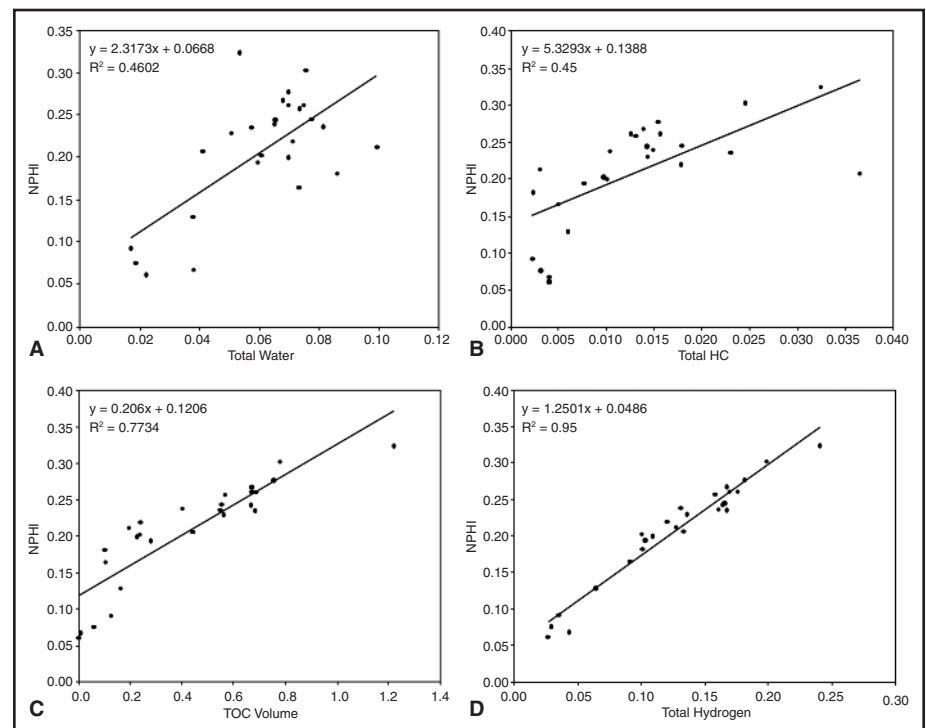 0.35
y = 2.3173x + 0.0668
R² = 0.4602
0.30
0.25
0.20
NPHI
0.15
0.10
0.05
0.00
0.00 0.02 0.04 0.06 0.08 0.10 0.12
A
Total Water
0.40
y = 5.3293x + 0.1388
R² = 0.45
0.35
0.30
0.25
0.20
NPHI
0.15
0.10
0.05
0.00
0.000 0.005 0.010 0.015 0.020 0.025 0.030 0.035 0.040
B
Total HC
0.40
y = 0.206x + 0.1206
R² = 0.7734
0.35
0.30
0.25
0.20
NPHI
0.15
0.10
0.05
0.00
0.0 0.2 0.4 0.6 0.8 1.0 1.2 1.4
C
TOC Volume
0.40
y = 1.2501x + 0.0486
R² = 0.95
0.35
0.30
0.25
0.20
NPHI
0.15
0.10
0.05
0.00
0.00 0.05 0.10 0.15 0.20 0.25 0.30
D
Total Hydrogen